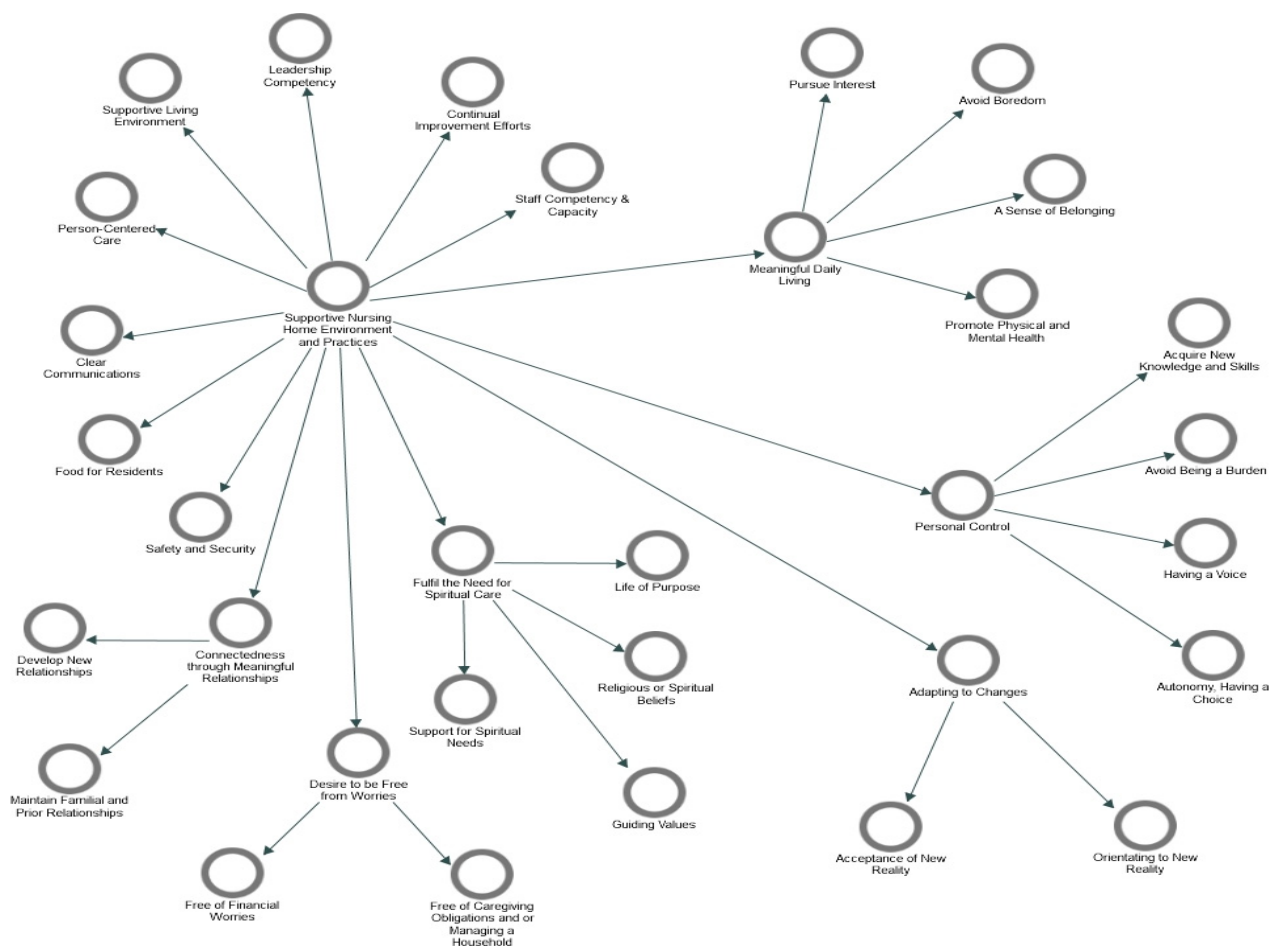 Leadership
Competency
Supportive Living
Environment
Continual
Improvement Efforts
Pursue Interest
Avoid Boredom
Staff Competency &
Capacity
A Sense of Belonging
Person-Centered
Care
Meaningful Daily
Living
Supportive Nursing
Home Environment
and Practices
Promote Physical and
Mental Health
Clear
Communications
Acquire New
Knowledge and Skills
Food for Residents
Avoid Being a Burden
Personal Control
Safety and Security
Having a Voice
Fulfil the Need for
Spiritual Care
Life of Purpose
Develop New
Relationships
Connectedness
through Meaningful
Relationships
Religious or Spiritual
Beliefs
Adapting to Changes
Autonomy, Having a
Choice
Support for Spiritual
Needs
Desire to be Free
from Worries
Maintain Familial and
Prior Relationships
Guiding Values
Acceptance of New
Reality
Orientating to New
Reality
Free of Financial
Worries
Free of Caregiving
Obligations and or
Managing a
Household